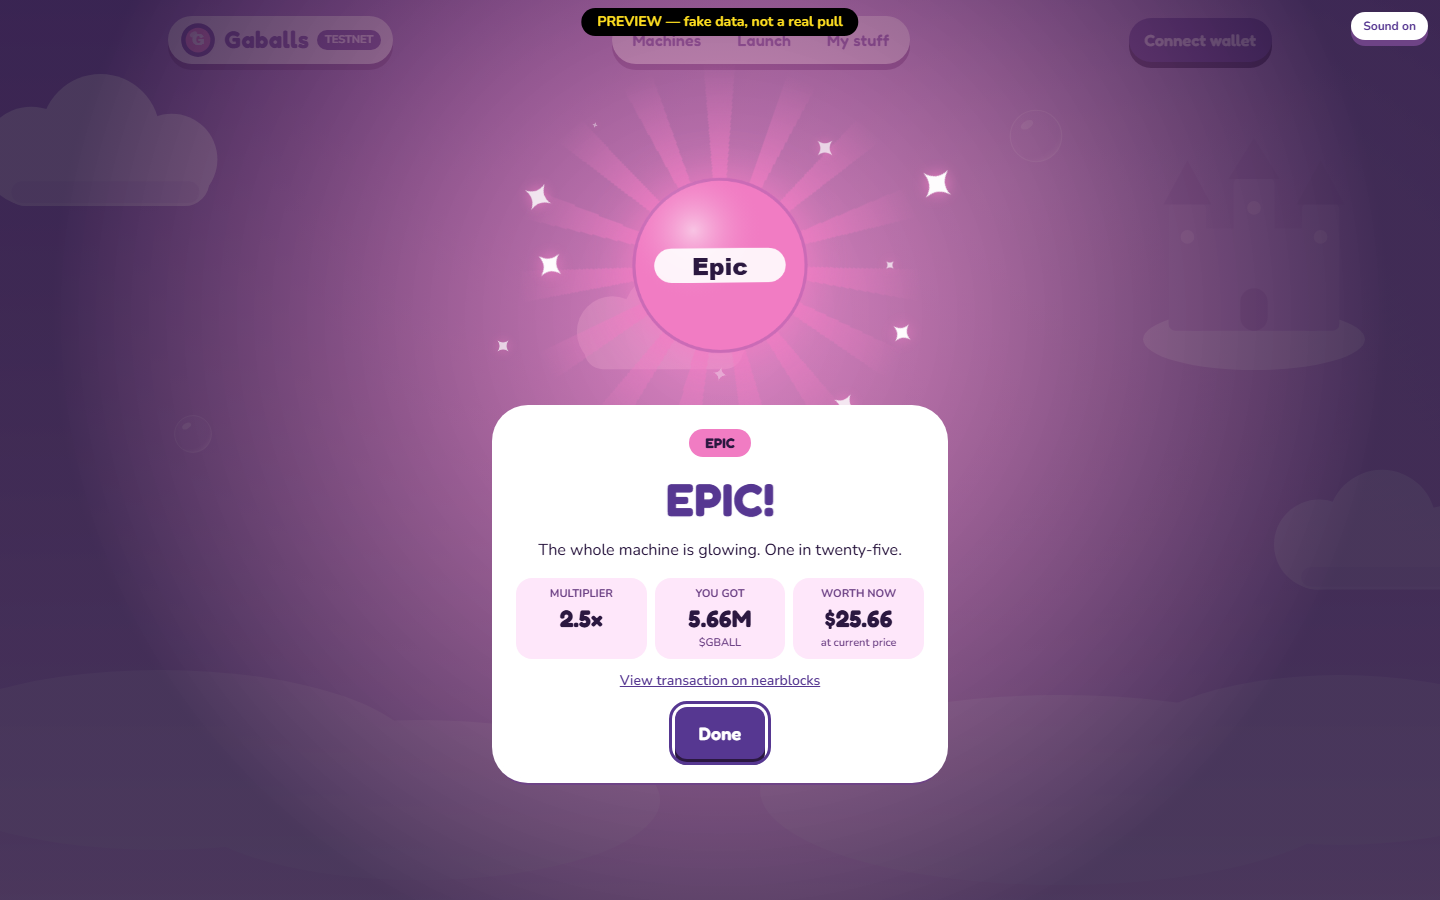 PREVIEW — fake data, not a real pull
Sound on
G Gaballs TESTNET
Machines Launch My stuff
Connect wallet
Epic
EPIC
EPIC!
The whole machine is glowing. One in twenty-five.
MULTIPLIER
2.5x
YOU GOT
5.66M
$GBALL
WORTH NOW
$25.66
at current price
View transaction on nearblocks
Done